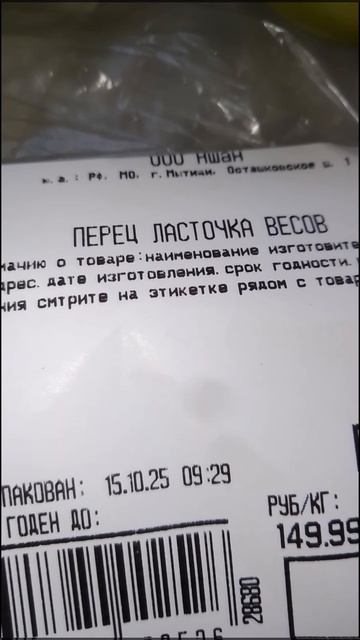 ООО Ашан
ю. а.: РФ, МО, г. Мытищи, Осташковское ш. 1
ПЕРЕЦ ЛАСТОЧКА ВЕСОВ
мацию о товаре:наименование изготовите
дрес. дате изготовления. срок годности.
ния смтрите на этикетке рядом с товар
ПАКОВАН: 15.10.25 09:29
ГОДЕН ДО:
РУБ/КГ:
149.99
28680